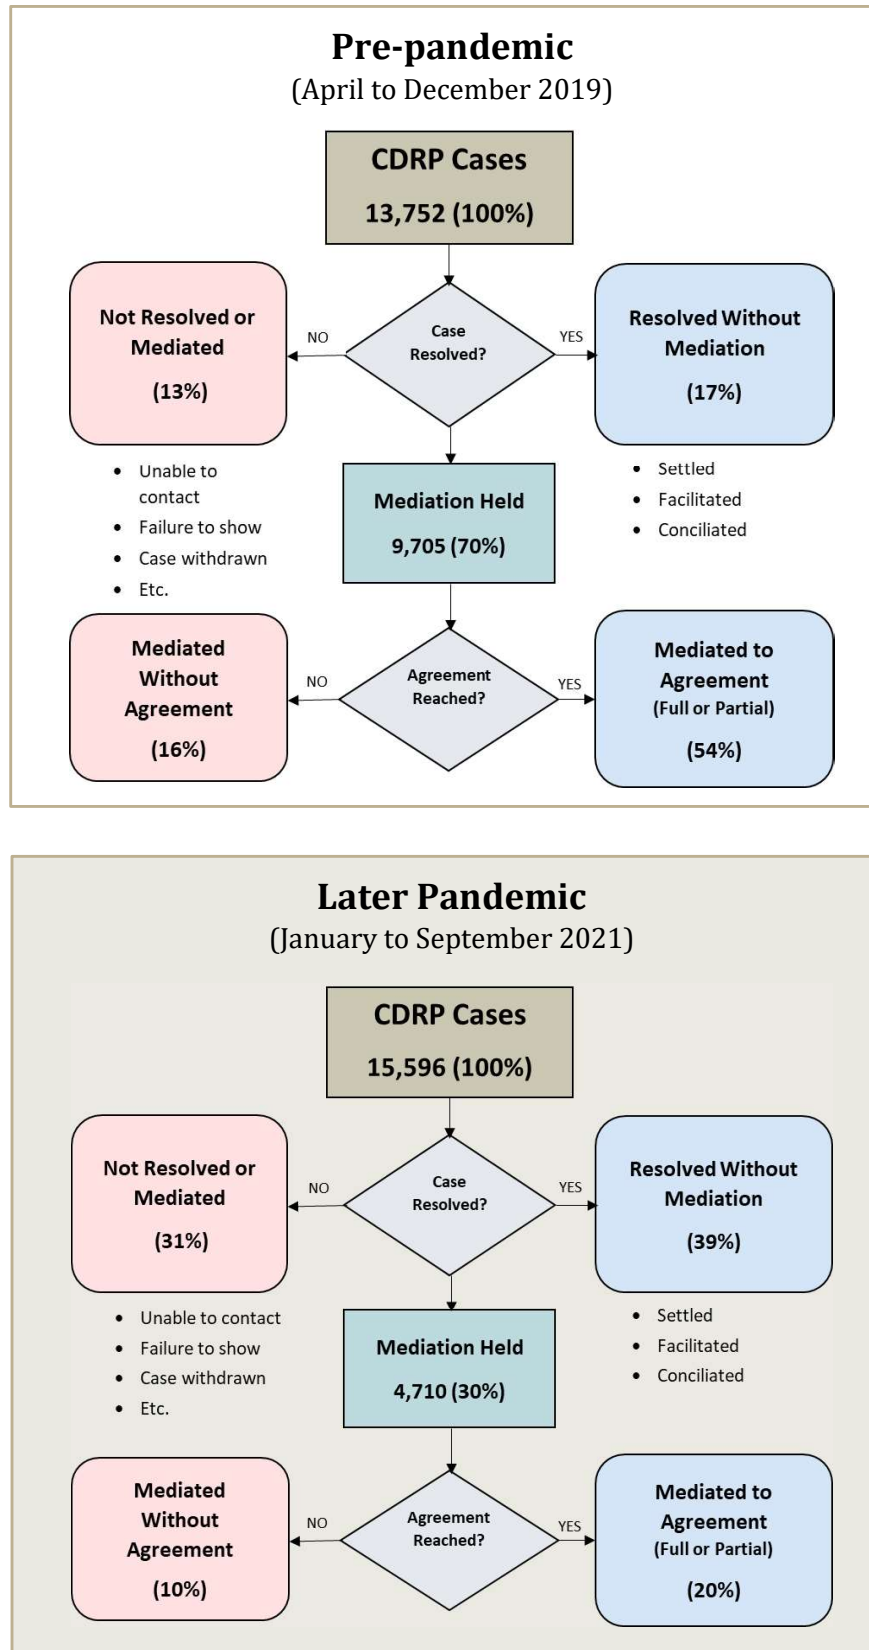 Pre-pandemic
(April to December 2019)
CDRP Cases
13,752 (100%)
Not Resolved or
Mediated
(13%)
NO
Case
Resolved?
YES
Resolved Without
Mediation
(17%)
• Unable to
contact
• Failure to show
• Case withdrawn
• Etc.
Mediation Held
9,705 (70%)
• Settled
• Facilitated
• Conciliated
Mediated
Without
Agreement
(16%)
NO
Agreement
Reached?
YES
Mediated to
Agreement
(Full or Partial)
(54%)
Later Pandemic
(January to September 2021)
CDRP Cases
15,596 (100%)
Not Resolved or
Mediated
(31%)
NO
Case
Resolved?
YES
Resolved Without
Mediation
(39%)
• Unable to contact
• Failure to show
• Case withdrawn
• Etc.
Mediation Held
4,710 (30%)
• Settled
• Facilitated
• Conciliated
Mediated
Without
Agreement
(10%)
NO
Agreement
Reached?
YES
Mediated to
Agreement
(Full or Partial)
(20%)